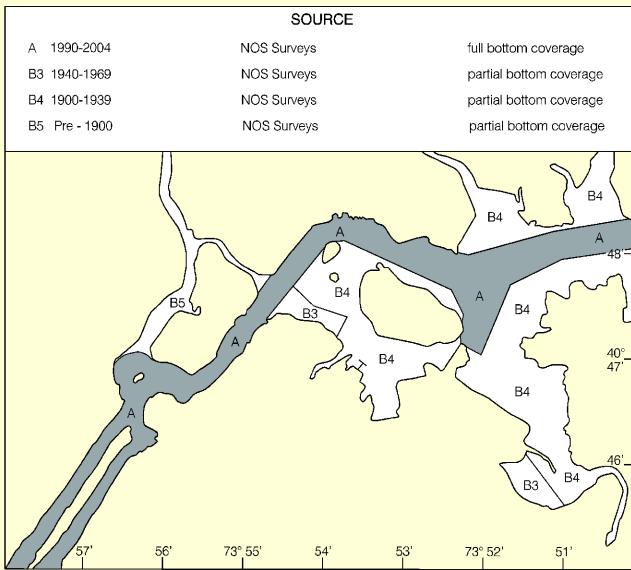 SOURCE
A 1990-2004 NOS Surveys full bottom coverage
B3 1940-1969 NOS Surveys partial bottom coverage
B4 1900-1939 NOS Surveys partial bottom coverage
B5 Pre - 1900 NOS Surveys partial bottom coverage
B4
B4
A
A
48'
B4
A
B5
B3
B4
A
40°
47'
B4
B4
A
46'
B3
B4
57' 56' 73° 55' 54' 53' 73° 52' 51'